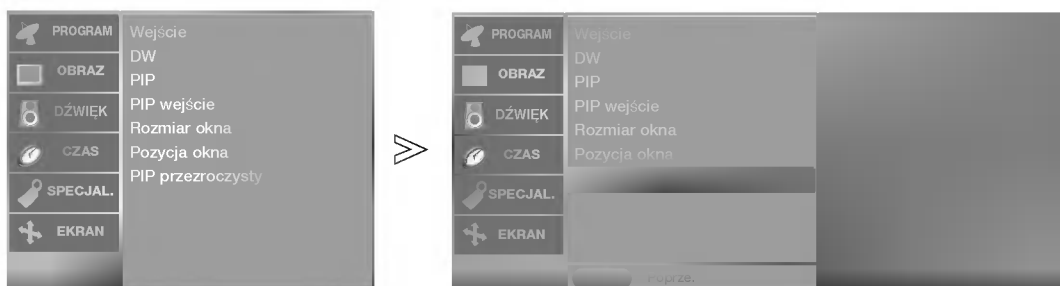 PROGRAM
OBRAZ
DŹWIĘK
CZAS
SPECJAL.
EKRAN
Wejście
DW
PIP
PIP wejście
Rozmiar okna
Pozycja okna
PIP przezroczysty
PROGRAM
OBRAZ
DŹWIĘK
CZAS
SPECJAL.
EKRAN
Wejście
DW
PIP
PIP wejście
Rozmiar okna
Pozycja okna
Poprze.